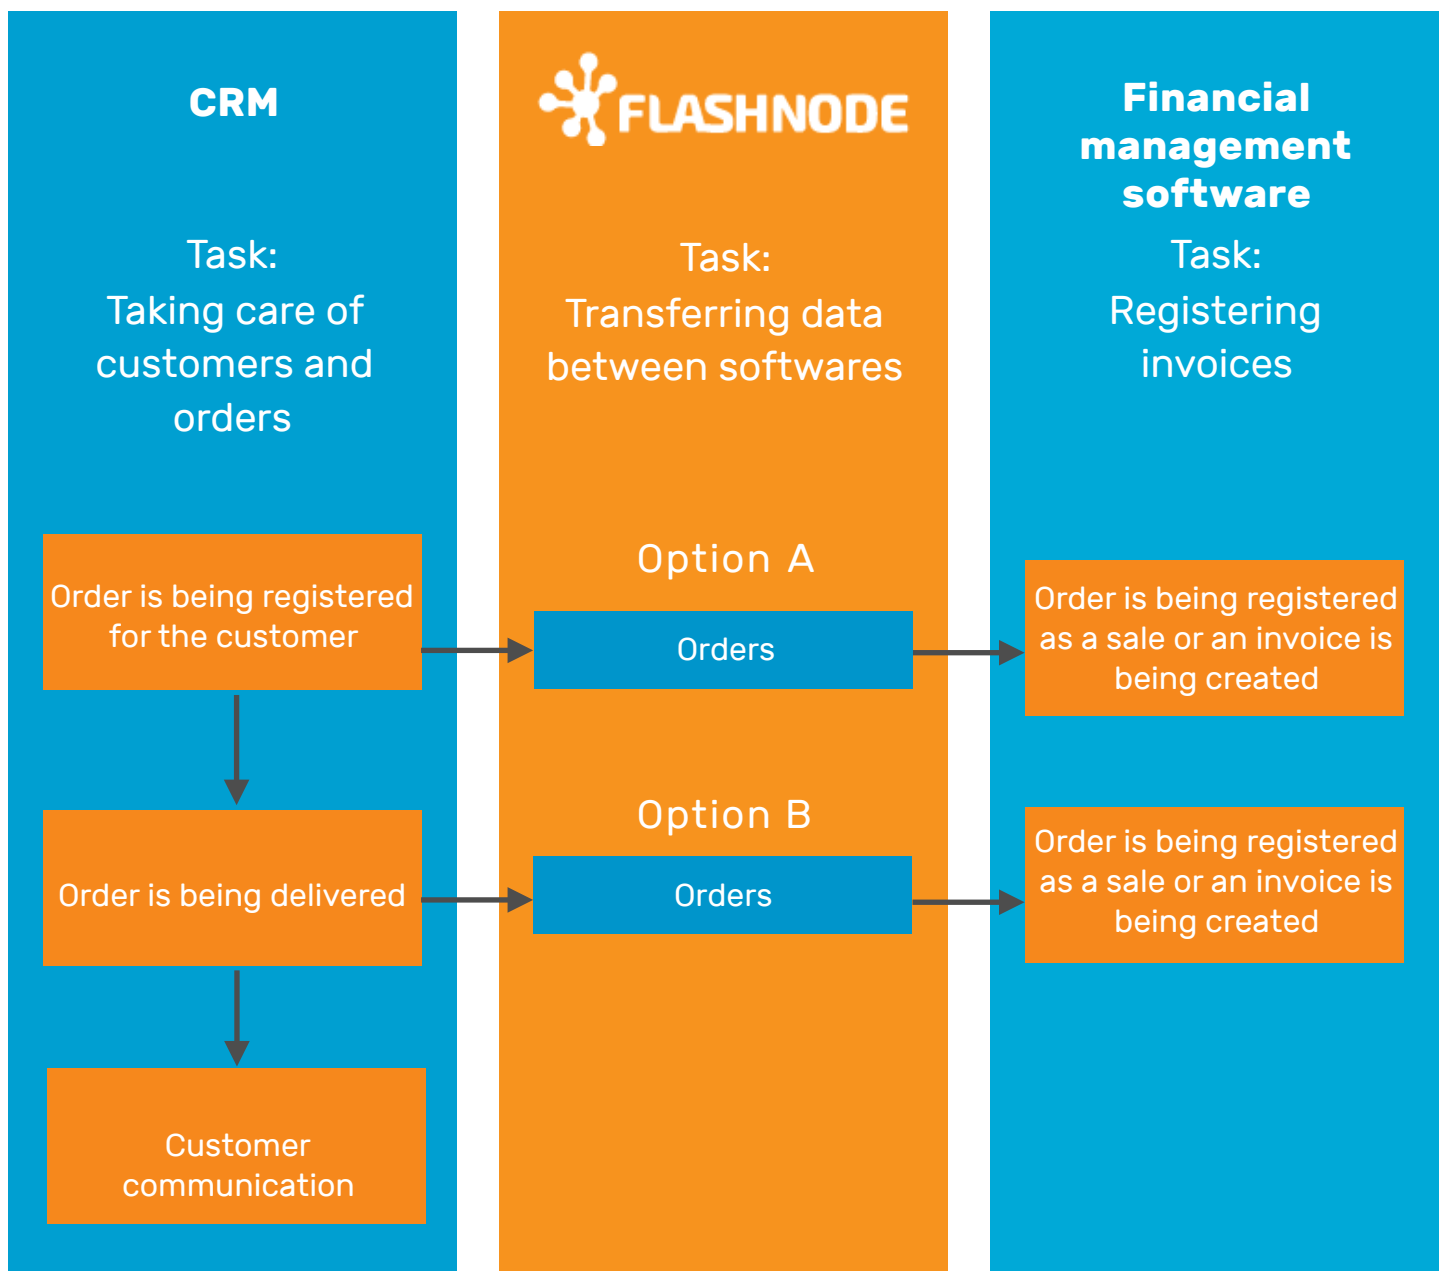 CRM
Task:
Taking care of
customers and
orders
Order is being registered
for the customer
Order is being delivered
Customer
communication
FLASHNODE
Task:
Transferring data
between softwares
Option A
Orders
Option B
Orders
Financial
management
software
Task:
Registering
invoices
Order is being registered
as a sale or an invoice is
being created
Order is being registered
as a sale or an invoice is
being created